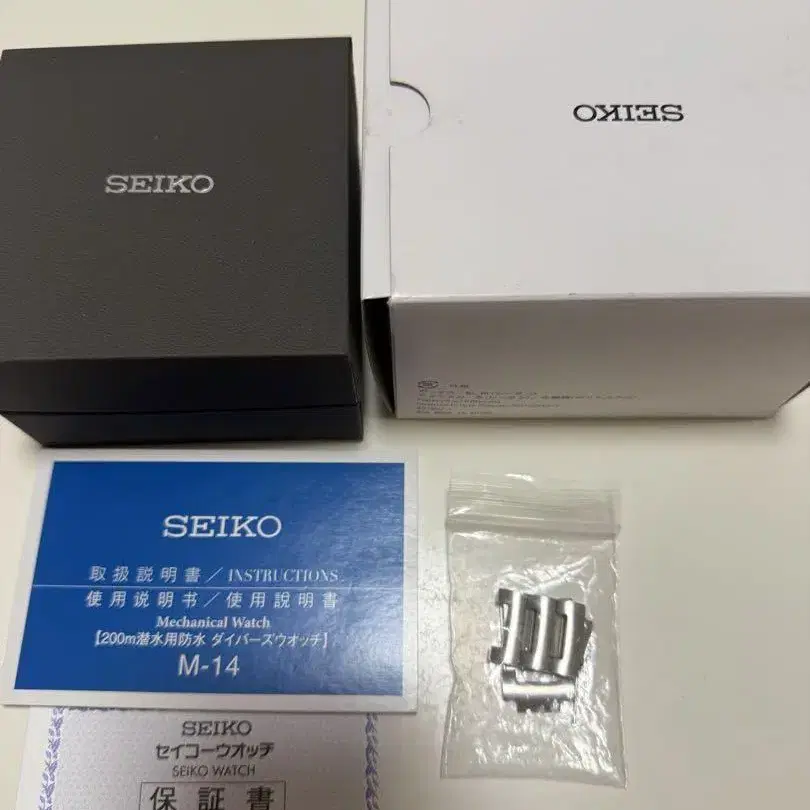 SEIKO
SEIKO
SEIKO
取扱説明書／INSTRUCTIONS
使用说明书／使用說明書
Mechanical Watch
【200m潜水用防水 ダイバーズウオッチ】
M-14
SEIKO
セイコーウオッチ
SEIKO WATCH
保証書